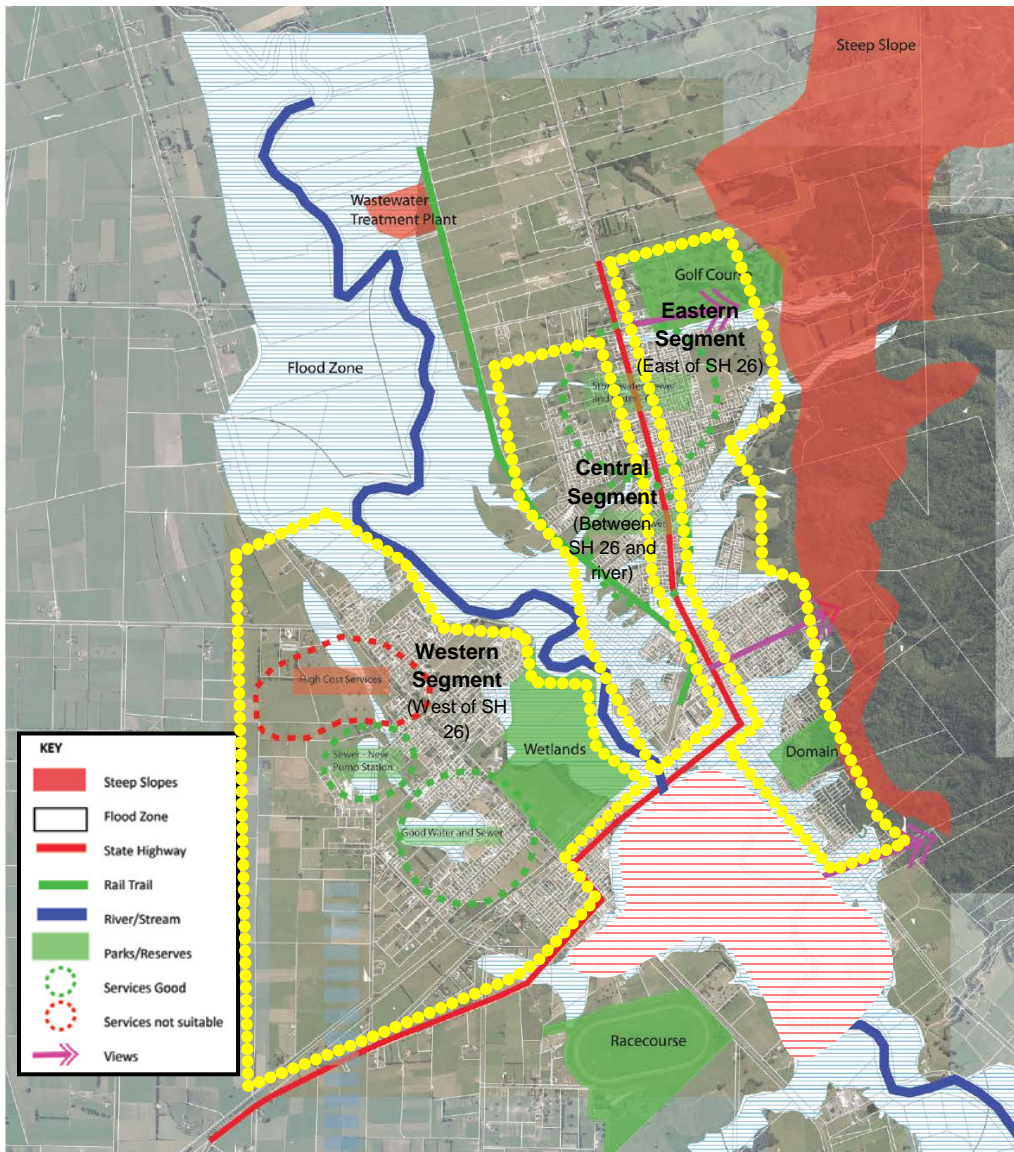 Steep Slope
Wastewater
Treatment Plant
Golf Cour
Eastern
Segment
(East of SH 26)
Flood Zone
Central
Segment
(Between
SH 26 and
river)
Western
Segment
(West of SH
26)
High Cost Services
Sewer - New
Pump Station
Wetlands
Domain
Good Water and Sewer
Racecourse
KEY
Steep Slopes
Flood Zone
State Highway
Rail Trail
River/Stream
Parks/Reserves
Services Good
Services not suitable
Views